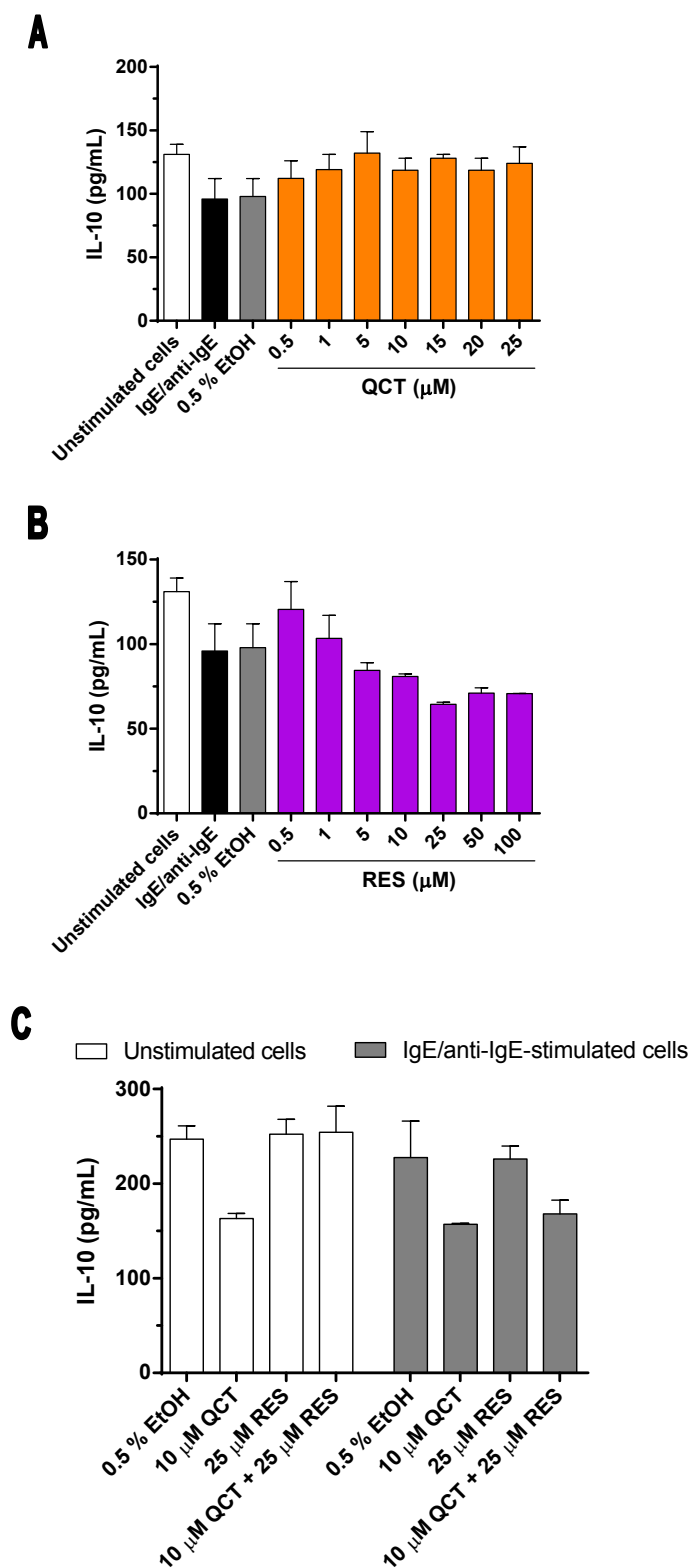 A
200
150
100
50
0
IL-10 (pg/mL)
Unstimulated cells
IgE/anti-IgE
0.5 % EtOH
0.5
1
5
10
15
20
25
QCT (μM)
B
150
100
50
0
IL-10 (pg/mL)
Unstimulated cells
IgE/anti-IgE
0.5 % EtOH
0.5
1
5
10
25
50
100
RES (μM)
C
Unstimulated cells
IgE/anti-IgE-stimulated cells
300
200
100
0
IL-10 (pg/mL)
0.5 % EtOH
10 μM QCT
25 μM RES
10 μM QCT + 25 μM RES
0.5 % EtOH
10 μM QCT
25 μM RES
10 μM QCT + 25 μM RES